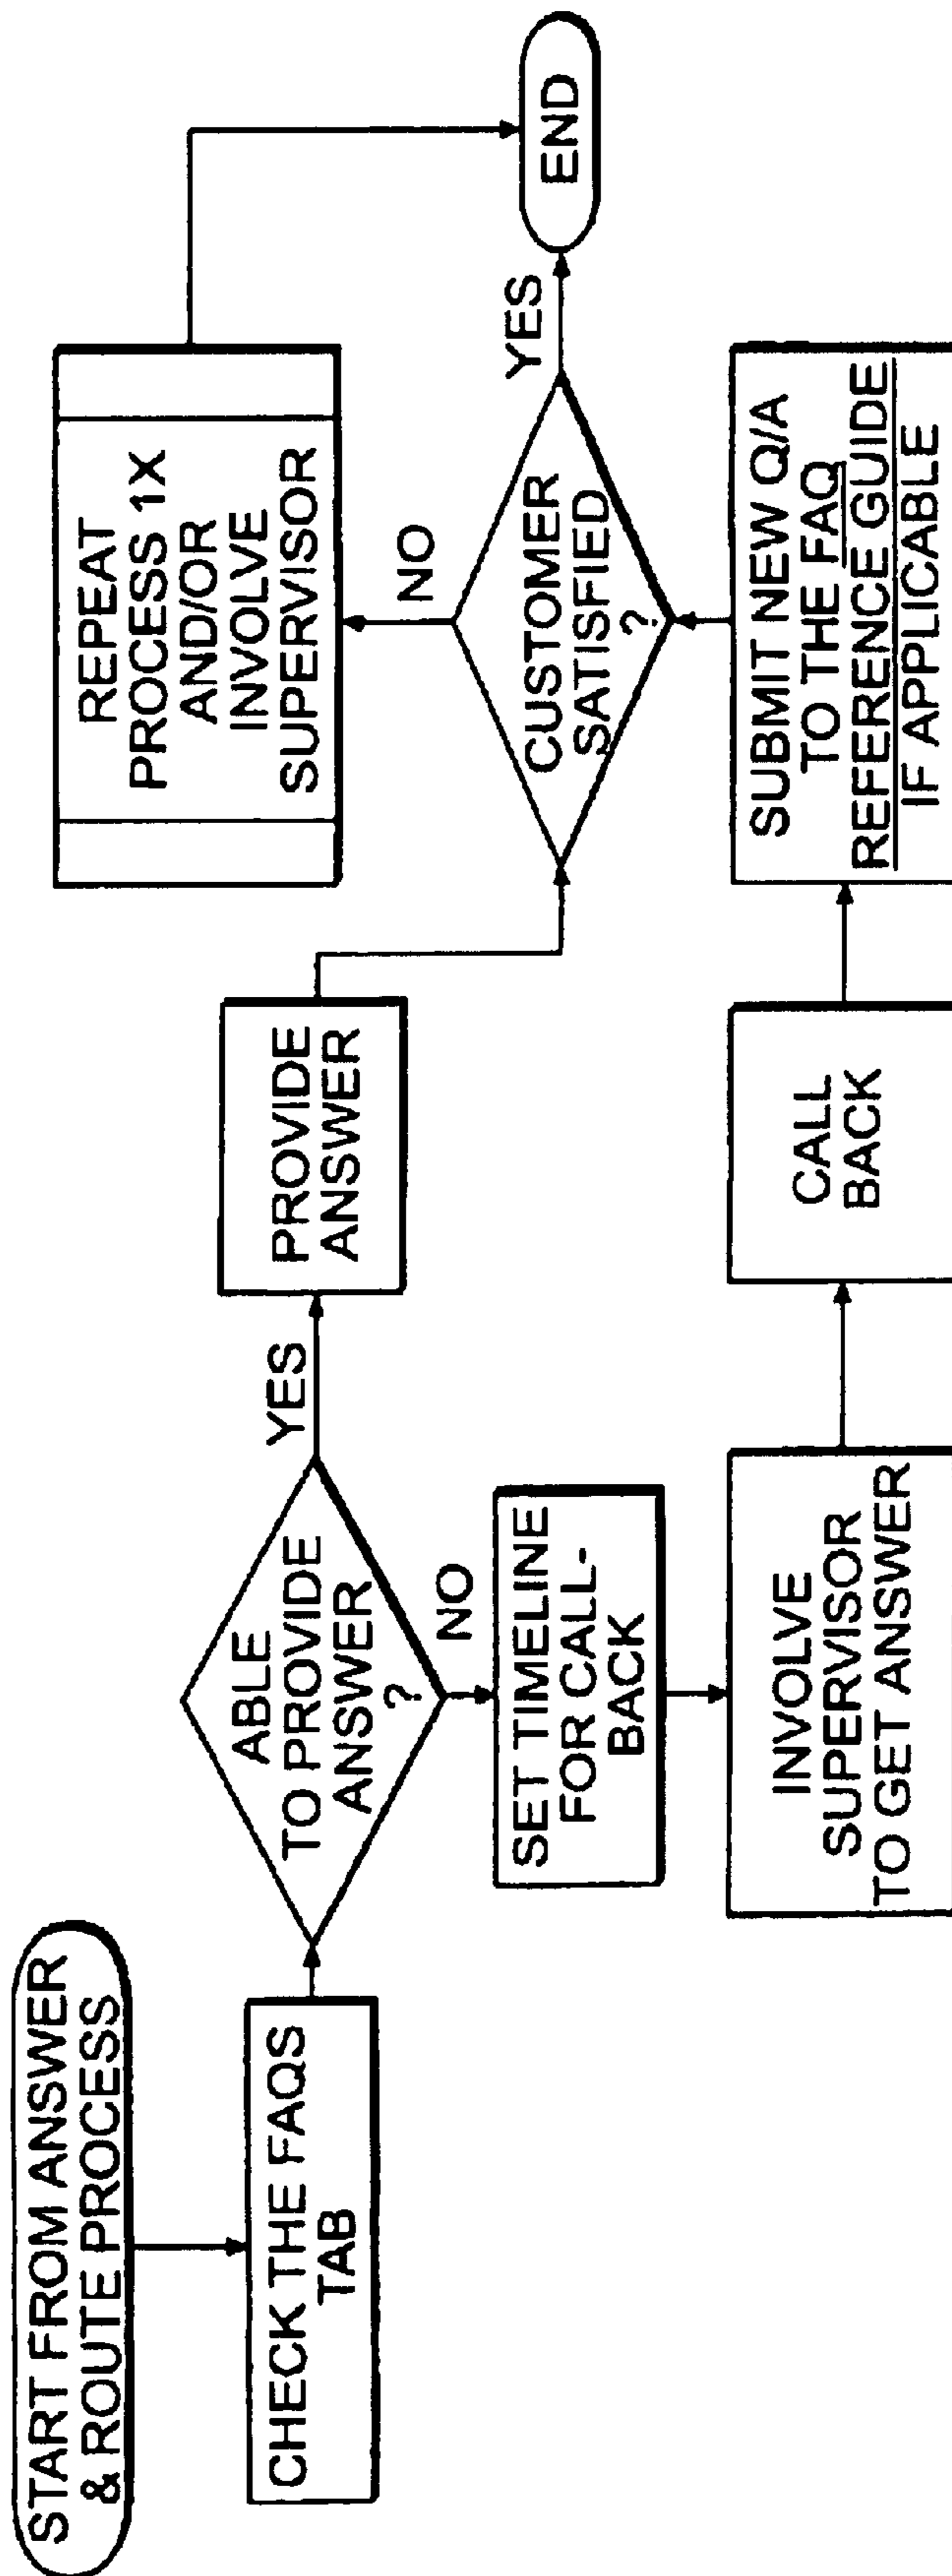 START FROM ANSWER
& ROUTE PROCESS
CHECK THE FAQS
TAB
ABLE
TO PROVIDE
ANSWER
?
YES
NO
PROVIDE
ANSWER
SET TIMELINE
FOR CALL-
BACK
INVOLVE
SUPERVISOR
TO GET ANSWER
CALL
BACK
SUBMIT NEW Q/A
TO THE FAQ
REFERENCE GUIDE
IF APPLICABLE
CUSTOMER
SATISFIED
?
NO
YES
REPEAT
PROCESS 1X
AND/OR
INVOLVE
SUPERVISOR
END